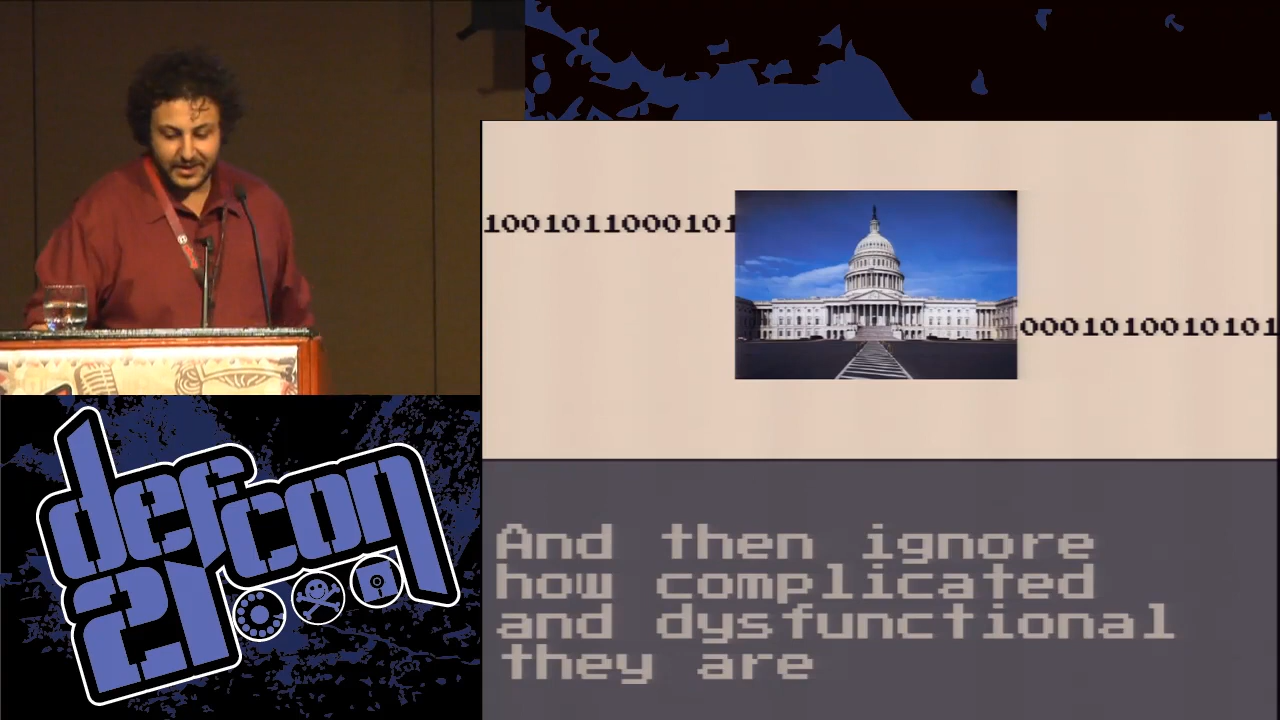 1001011000101
0001010010101
And then ignore
how complicated
and dysfunctional
they are
defcon
21